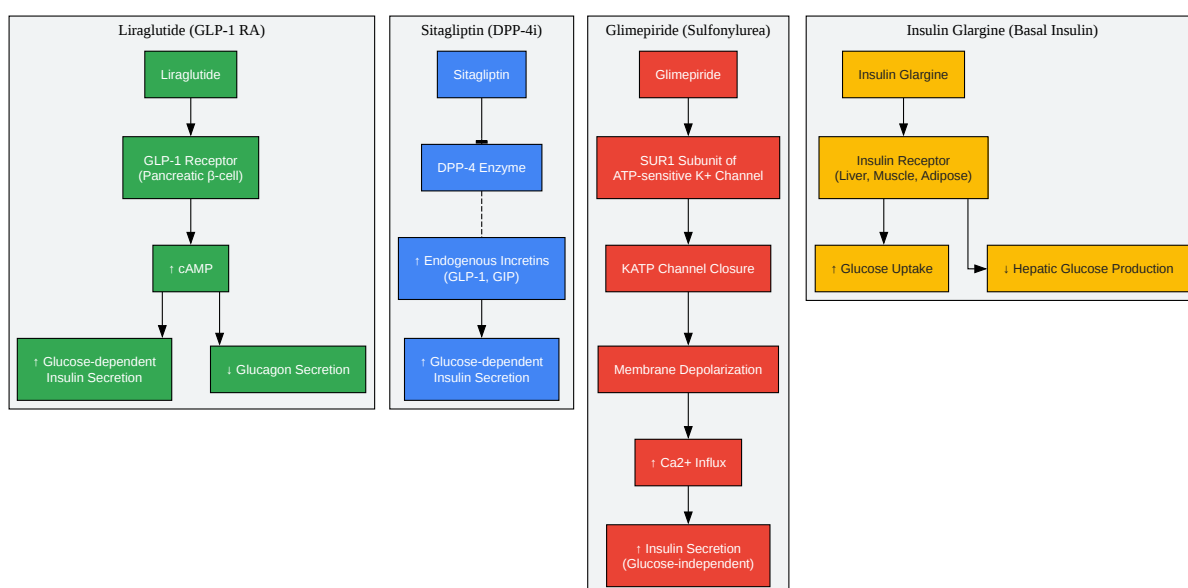 Liraglutide (GLP-1 RA)
Liraglutide
GLP-1 Receptor
(Pancreatic β-cell)
↑ cAMP
↑ Glucose-dependent
Insulin Secretion
↓ Glucagon Secretion
Sitagliptin (DPP-4i)
Sitagliptin
DPP-4 Enzyme
↑ Endogenous Incretins
(GLP-1, GIP)
↑ Glucose-dependent
Insulin Secretion
Glimepiride (Sulfonylurea)
Glimepiride
SUR1 Subunit of
ATP-sensitive K+ Channel
KATP Channel Closure
Membrane Depolarization
↑ Ca2+ Influx
↑ Insulin Secretion
(Glucose-independent)
Insulin Glargine (Basal Insulin)
Insulin Glargine
Insulin Receptor
(Liver, Muscle, Adipose)
↑ Glucose Uptake
↓ Hepatic Glucose Production